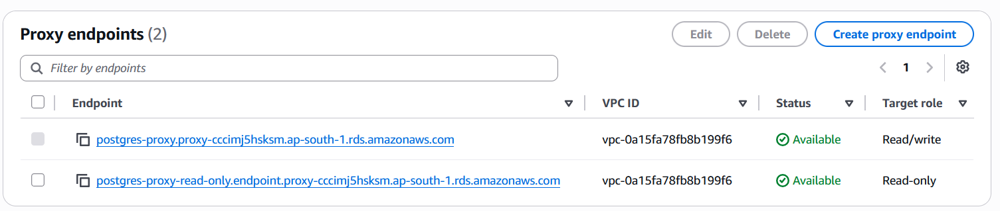 Proxy endpoints (2) Edit Delete Create proxy endpoint
Filter by endpoints 1
Endpoint VPC ID Status Target role
postgres-proxy.proxy-cccimj5hsksm.ap-south-1.rds.amazonaws.com vpc-0a15fa78fb8b199f6 Available Read/write
postgres-proxy-read-only.endpoint.proxy-cccimj5hsksm.ap-south-1.rds.amazonaws.com vpc-0a15fa78fb8b199f6 Available Read-only